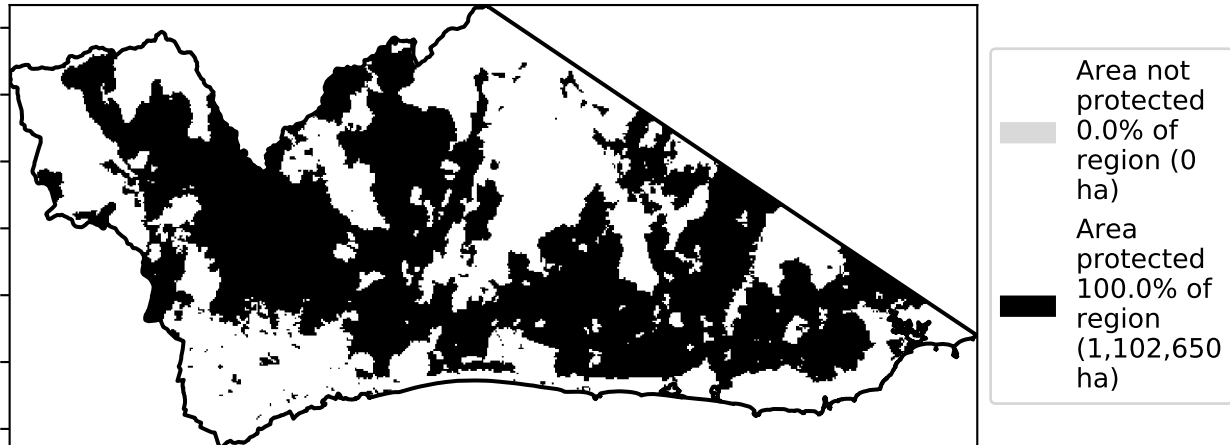 Area not
protected
0.0% of
region (0
ha)
Area
protected
100.0% of
region
(1,102,650
ha)